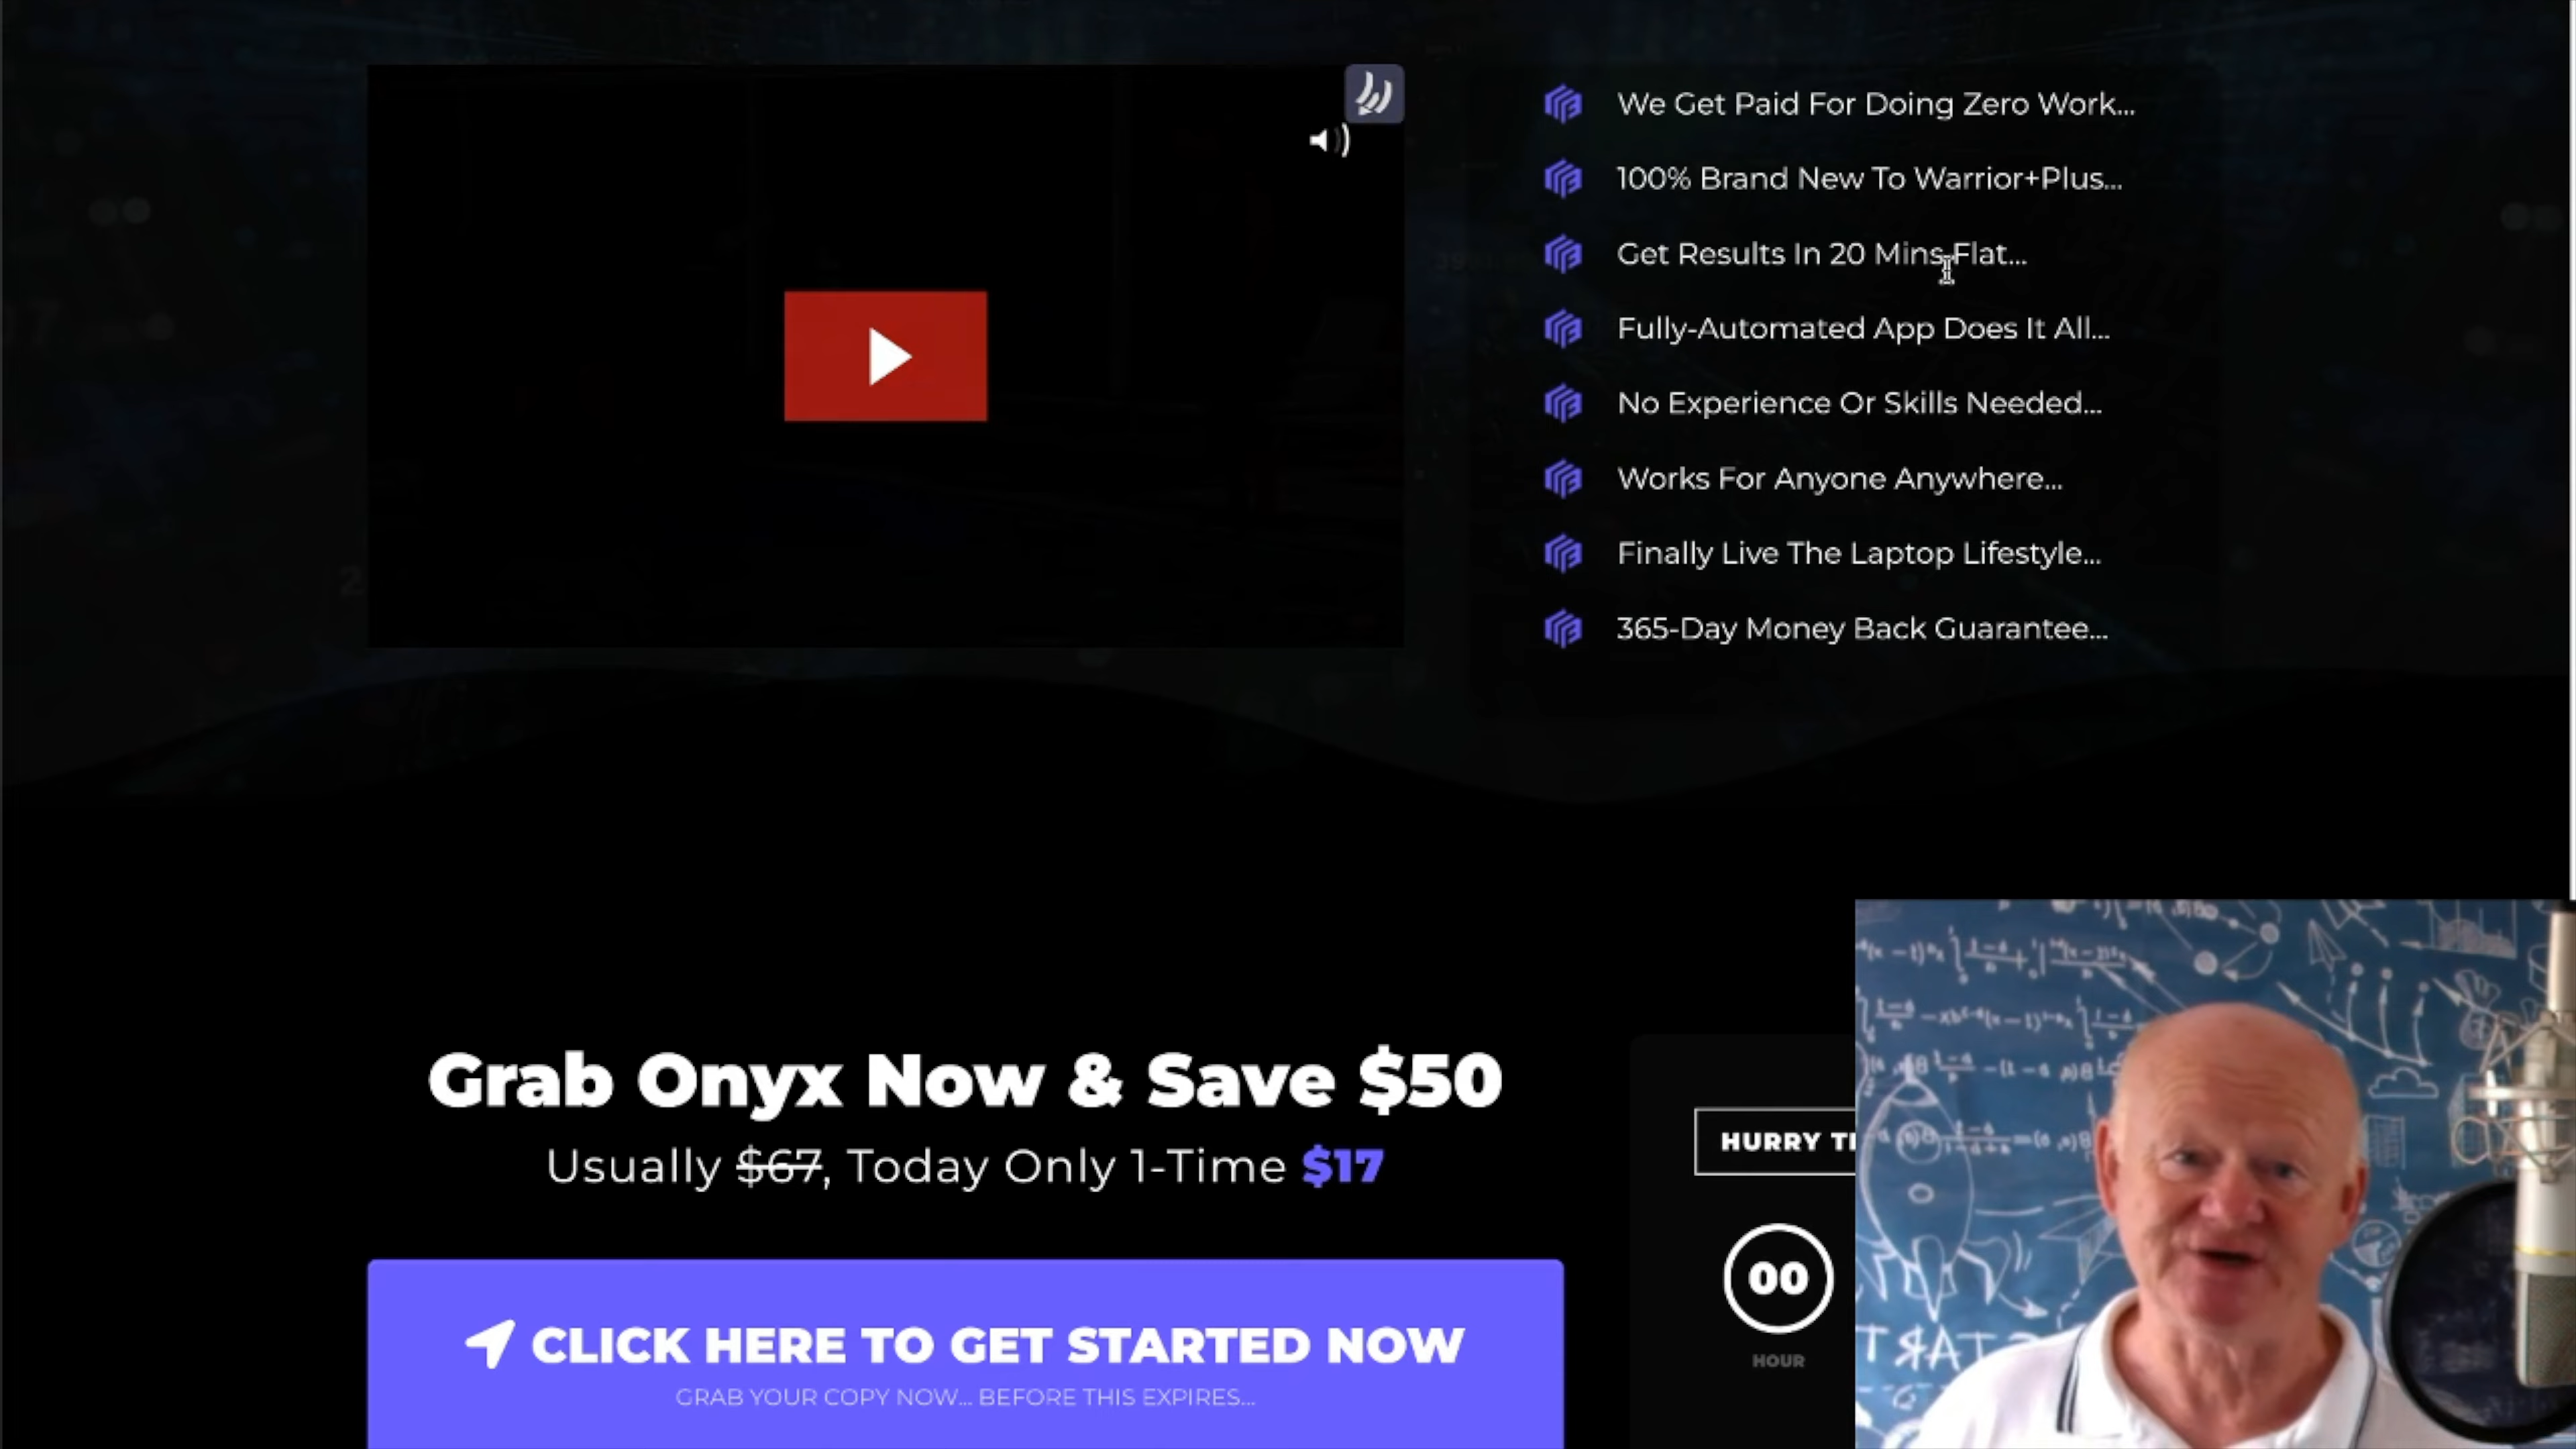 We Get Paid For Doing Zero Work...
100% Brand New To Warrior+Plus...
Get Results In 20 Mins Flat...
Fully-Automated App Does It All...
No Experience Or Skills Needed...
Works For Anyone Anywhere...
Finally Live The Laptop Lifestyle...
365-Day Money Back Guarantee...
Grab Onyx Now & Save $50
Usually $67, Today Only 1-Time $17
CLICK HERE TO GET STARTED NOW
GRAB YOUR COPY NOW... BEFORE THIS EXPIRES...
HURRY
00
HOUR